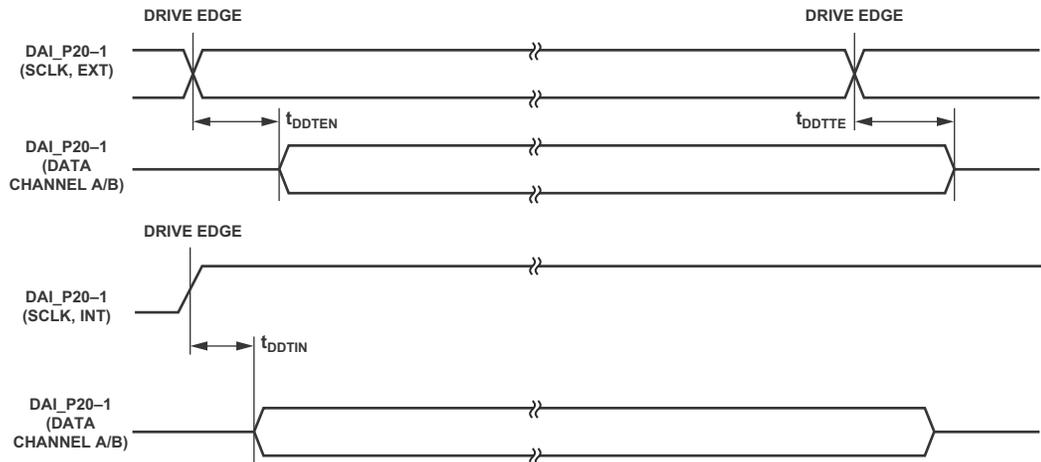 DRIVE EDGE
DRIVE EDGE
DAI_P20–1
(SCLK, EXT)
tDDTEN
tDDTTE
DAI_P20–1
(DATA
CHANNEL A/B)
DRIVE EDGE
DAI_P20–1
(SCLK, INT)
tDDTIN
DAI_P20–1
(DATA
CHANNEL A/B)